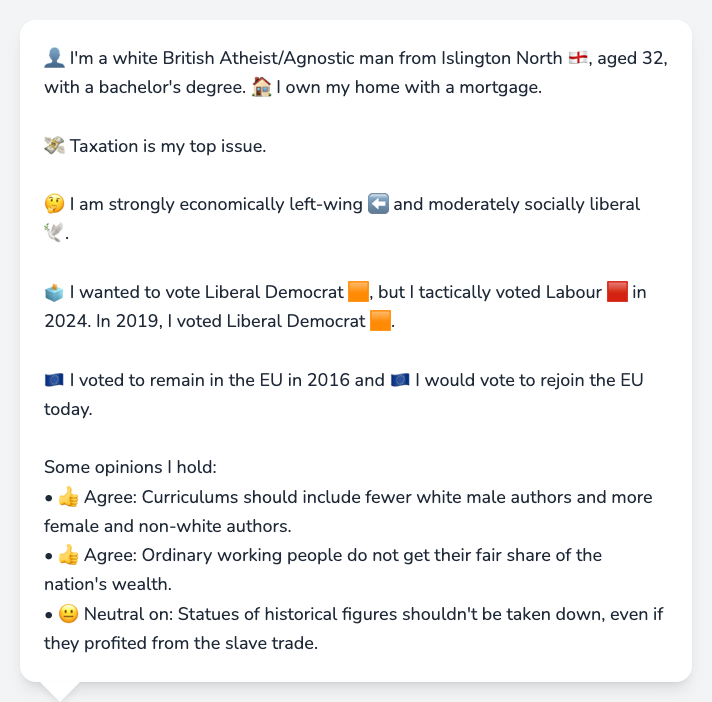 👤 I'm a white British Atheist/Agnostic man from Islington North 🏴󠁧󠁢󠁥󠁮󠁧󠁿, aged 32,
with a bachelor's degree. 🏠 I own my home with a mortgage.
💸 Taxation is my top issue.
🤔 I am strongly economically left-wing ⬅️ and moderately socially liberal
🕊️.
🗳️ I wanted to vote Liberal Democrat 🟧, but I tactically voted Labour 🟥 in
2024. In 2019, I voted Liberal Democrat 🟧.
🇪🇺 I voted to remain in the EU in 2016 and 🇪🇺 I would vote to rejoin the EU
today.
Some opinions I hold:
• 👍 Agree: Curriculums should include fewer white male authors and more
female and non-white authors.
• 👍 Agree: Ordinary working people do not get their fair share of the
nation's wealth.
• 😐 Neutral on: Statues of historical figures shouldn't be taken down, even if
they profited from the slave trade.